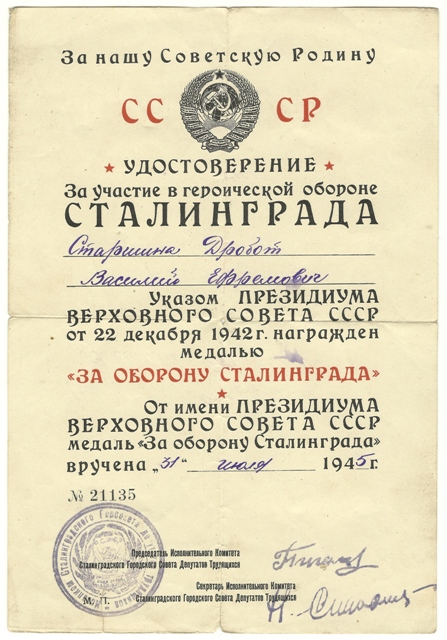 За нашу Советскую Родину
СС СР
УДОСТОВЕРЕНИЕ
За участие в героической обороне
СТАЛИНГРАДА
Старшина Дробот
Василий Ефремович
Указом ПРЕЗИДИУМА
ВЕРХОВНОГО СОВЕТА СССР
от 22 декабря 1942 г. награжден
медалью
«ЗА ОБОРОНУ СТАЛИНГРАДА»
От имени ПРЕЗИДИУМА
ВЕРХОВНОГО СОВЕТА СССР
медаль «За оборону Сталинграда»
вручена „31" июля 1945 г.
№ 21135
Председатель Исполнительного Комитета
Сталинградского Городского Совета Депутатов Трудящихся
Секретарь Исполнительного Комитета
М. П. Сталинградского Городского Совета Депутатов Трудящихся